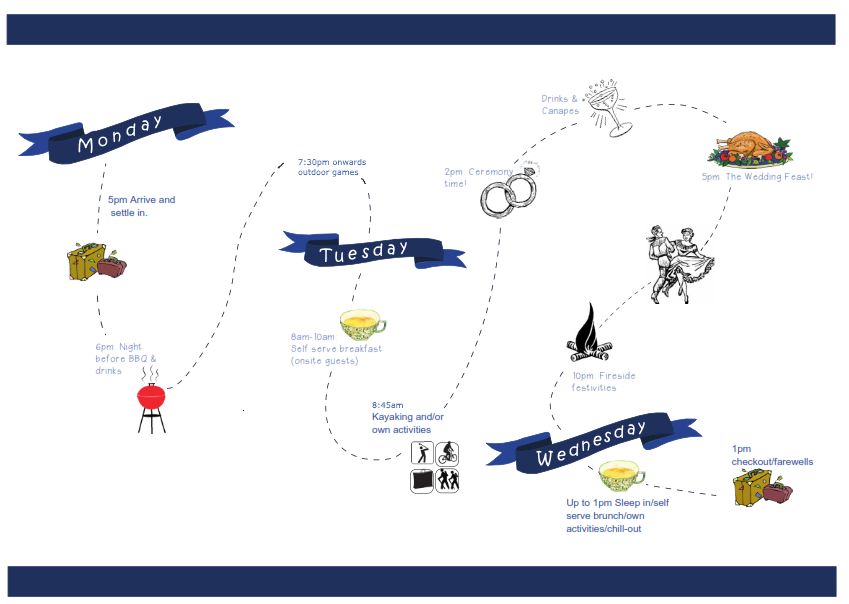 Monday
5pm Arrive and
settle in.
6pm Night
before BBQ &
drinks
7:30pm onwards
outdoor games
Tuesday
8am-10am
Self serve breakfast
(onsite guests)
8:45am
Kayaking and/or
own activities
2pm Ceremony
time!
Drinks &
Canapes
5pm The Wedding Feast!
10pm Fireside
festivities
Wednesday
Up to 1pm Sleep in/self
serve brunch/own
activities/chill-out
1pm
checkout/farewells